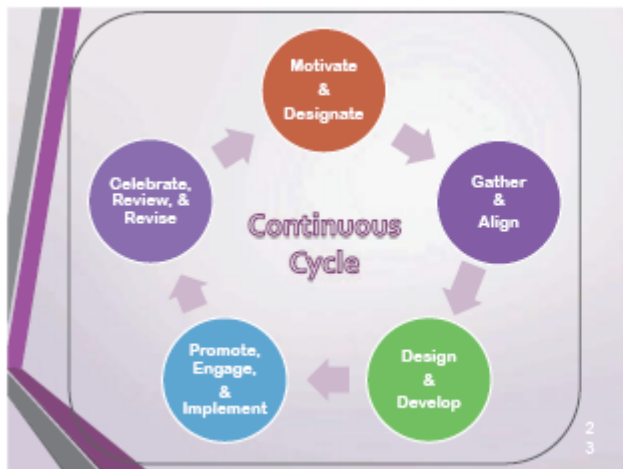 Motivate
&
Designate
Gather
&
Align
Design
&
Develop
Promote,
Engage,
&
Implement
Celebrate,
Review, &
Revise
Continuous
Cycle
2
3